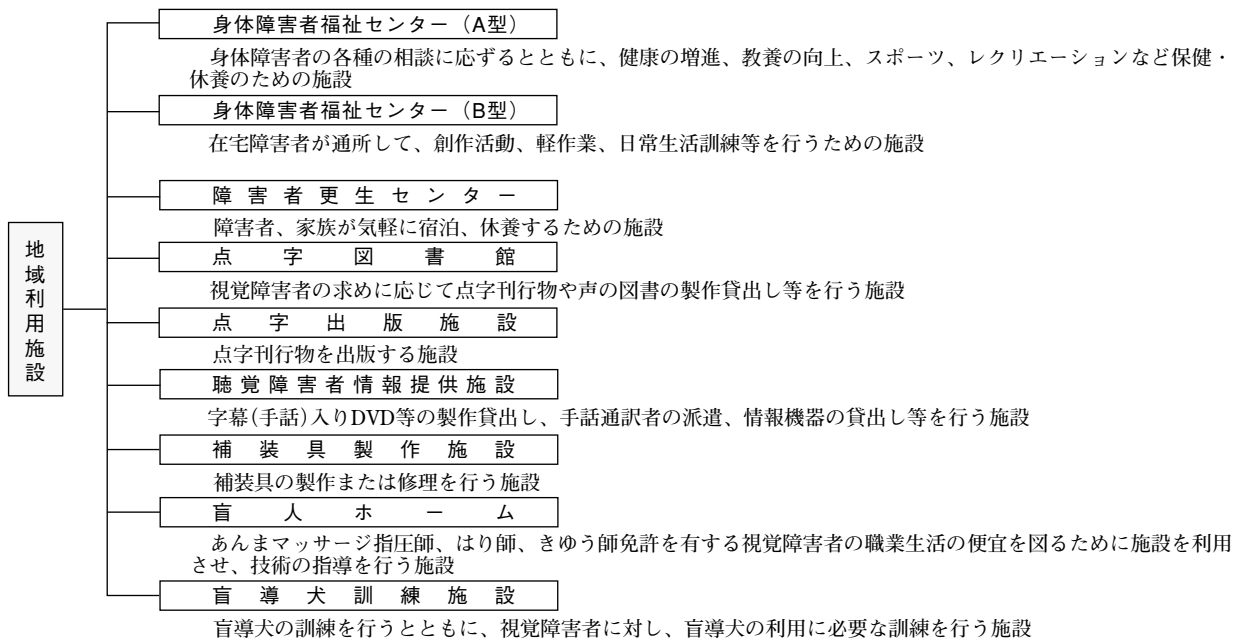 地域利用施設
身体障害者福祉センター（A型）
身体障害者の各種の相談に応ずるとともに、健康の増進、教養の向上、スポーツ、レクリエーションなど保健・
休養のための施設
身体障害者福祉センター（B型）
在宅障害者が通所して、創作活動、軽作業、日常生活訓練等を行うための施設
障害者更生センター
障害者、家族が気軽に宿泊、休養するための施設
点字図書館
視覚障害者の求めに応じて点字刊行物や声の図書の製作貸出し等を行う施設
点字出版施設
点字刊行物を出版する施設
聴覚障害者情報提供施設
字幕(手話)入りDVD等の製作貸出し、手話通訳者の派遣、情報機器の貸出し等を行う施設
補装具製作施設
補装具の製作または修理を行う施設
盲人ホーム
あんまマッサージ指圧師、はり師、きゆう師免許を有する視覚障害者の職業生活の便宜を図るために施設を利用
させ、技術の指導を行う施設
盲導犬訓練施設
盲導犬の訓練を行うとともに、視覚障害者に対し、盲導犬の利用に必要な訓練を行う施設